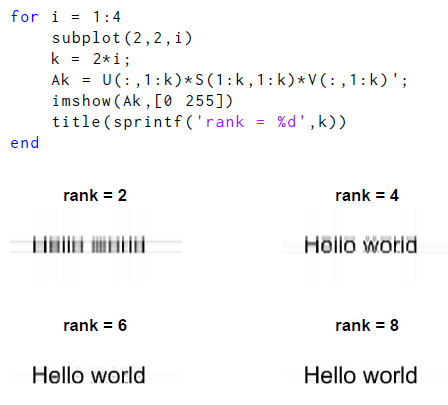 for i = 1:4
    subplot(2,2,i)
    k = 2*i;
    Ak = U(:,1:k)*S(1:k,1:k)*V(:,1:k)';
    imshow(Ak,[0 255])
    title(sprintf('rank = %d',k))
end
rank = 2
rank = 4
Hello world
rank = 6
rank = 8
Hello world
Hello world